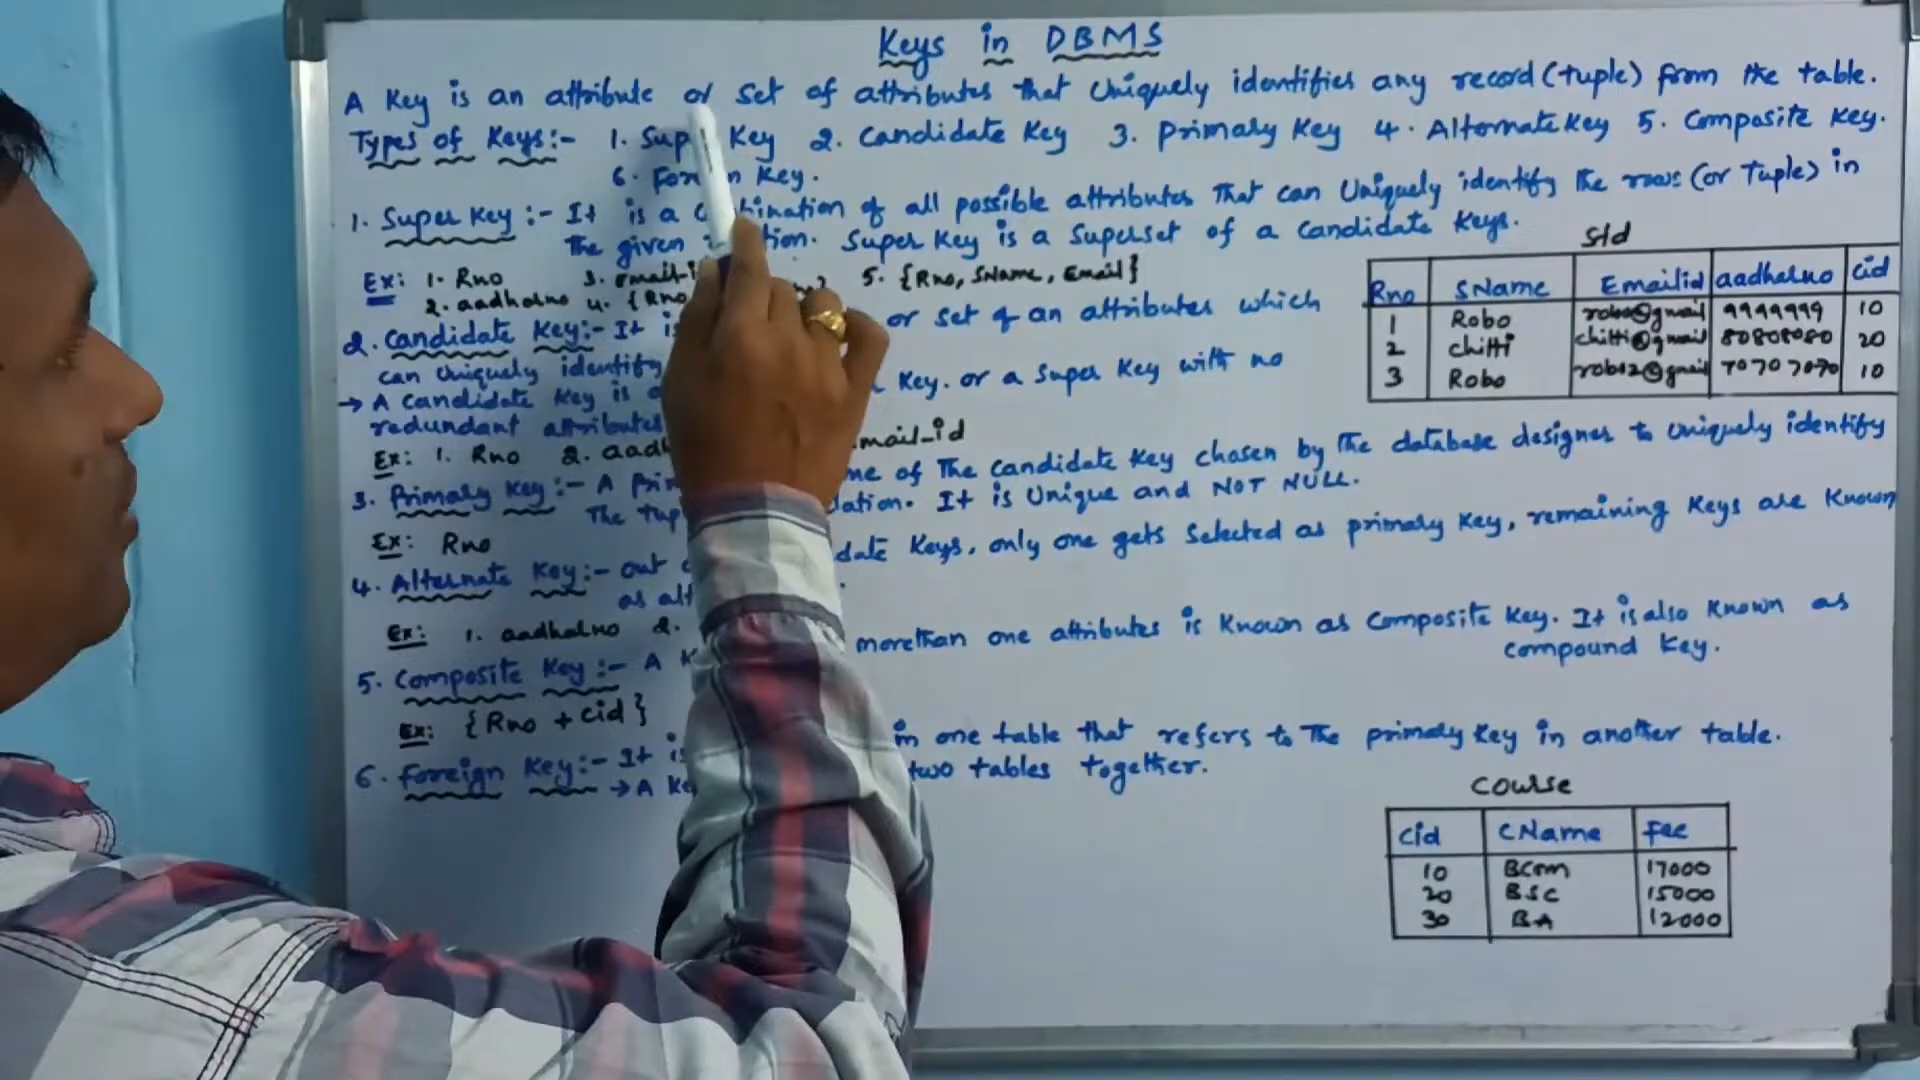 Keys in DBMS
A Key is an attribute or set of attributes that Uniquely identifies any record (tuple) from the table.
Types of Keys:- 1. Super Key 2. Candidate Key 3. Primary Key 4. Alternate Key 5. Composite Key.
6. Foreign Key.
1. Super Key :- It is a combination of all possible attributes That can Uniquely identify the rows (or Tuple) in
The given relation. Super Key is a Superset of a Candidate Keys.
Ex: 1. Rno 3. Email-i 5. {Rno, SName, Email}
2. aadharno 4. {Rno
2. Candidate Key:- It is or set of an attributes which
can Uniquely identify
→ A candidate Key is a Key. or a Super Key with no
redundant attributes
Ex: 1. Rno 2. aadh mail_id
3. Primary Key :- A Prim me of The Candidate Key chosen by The database designer to Uniquely identify
The tup lation. It is Unique and NOT NULL.
Ex: Rno
4. Alternate Key:- out date Keys, only one gets Selected as primary Key, remaining Keys are Known
as alt
Ex: 1. aadharno 2.
5. Composite Key:- A K morethan one attributes is Known as Composite Key. It is also Known as
compound Key.
Ex: {Rno + cid}
6. Foreign Key:- It is in one table that refers to The primary Key in another table.
→ A Ke two tables together.
Std
Rno SName Emailid aadharno cid
1 Robo robo@gmail 9999999 10
2 chitti chitti@gmail 80808080 20
3 Robo robo2@gmail 70707070 10
Course
cid CName fee
10 BCom 17000
20 BSC 15000
30 BA 12000